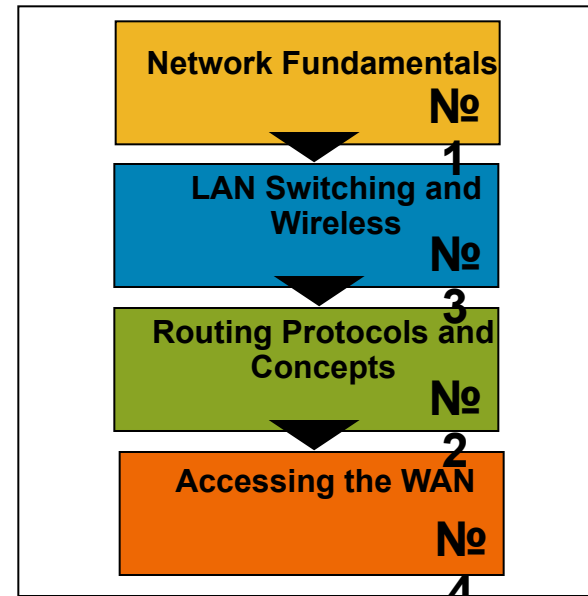 Network Fundamentals
№
1
LAN Switching and
Wireless
№
3
Routing Protocols and
Concepts
№
2
Accessing the WAN
№
4